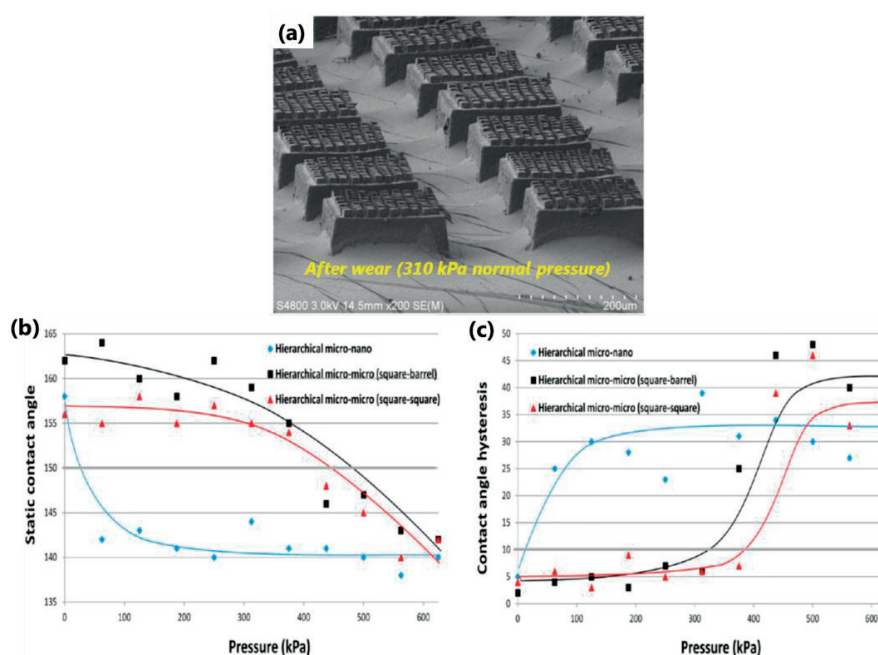 (a)
After wear (310 kPa normal pressure)
S4800 3.0kV 14.5mm x200 SE(M)
200um
(b)
165
160
155
150
145
140
135
0
100
200
300
400
500
600
Static contact angle
Pressure (kPa)
Hierarchical micro-nano
Hierarchical micro-micro (square-barrel)
Hierarchical micro-micro (square-square)
(c)
50
45
40
35
30
25
20
15
10
5
0
0
100
200
300
400
500
600
Contact angle hysteresis
Pressure (kPa)
Hierarchical micro-nano
Hierarchical micro-micro (square-barrel)
Hierarchical micro-micro (square-square)